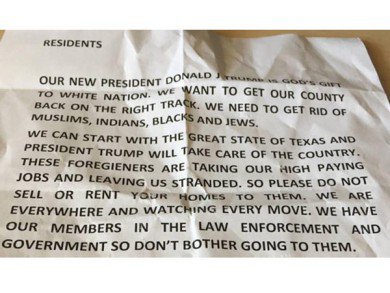 RESIDENTS
OUR NEW PRESIDENT DONALD J TRUMP IS GOD'S GIFT
TO WHITE NATION. WE WANT TO GET OUR COUNTY
BACK ON THE RIGHT TRACK. WE NEED TO GET RID OF
MUSLIMS, INDIANS, BLACKS AND JEWS.
WE CAN START WITH THE GREAT STATE OF TEXAS AND
PRESIDENT TRUMP WILL TAKE CARE OF THE COUNTRY.
THESE FOREGIENERS ARE TAKING OUR HIGH PAYING
JOBS AND LEAVING US STRANDED. SO PLEASE DO NOT
SELL OR RENT YOUR HOMES TO THEM. WE ARE
EVERYWHERE AND WATCHING EVERY MOVE. WE HAVE
OUR MEMBERS IN THE LAW ENFORCEMENT AND
GOVERNMENT SO DON'T BOTHER GOING TO THEM.